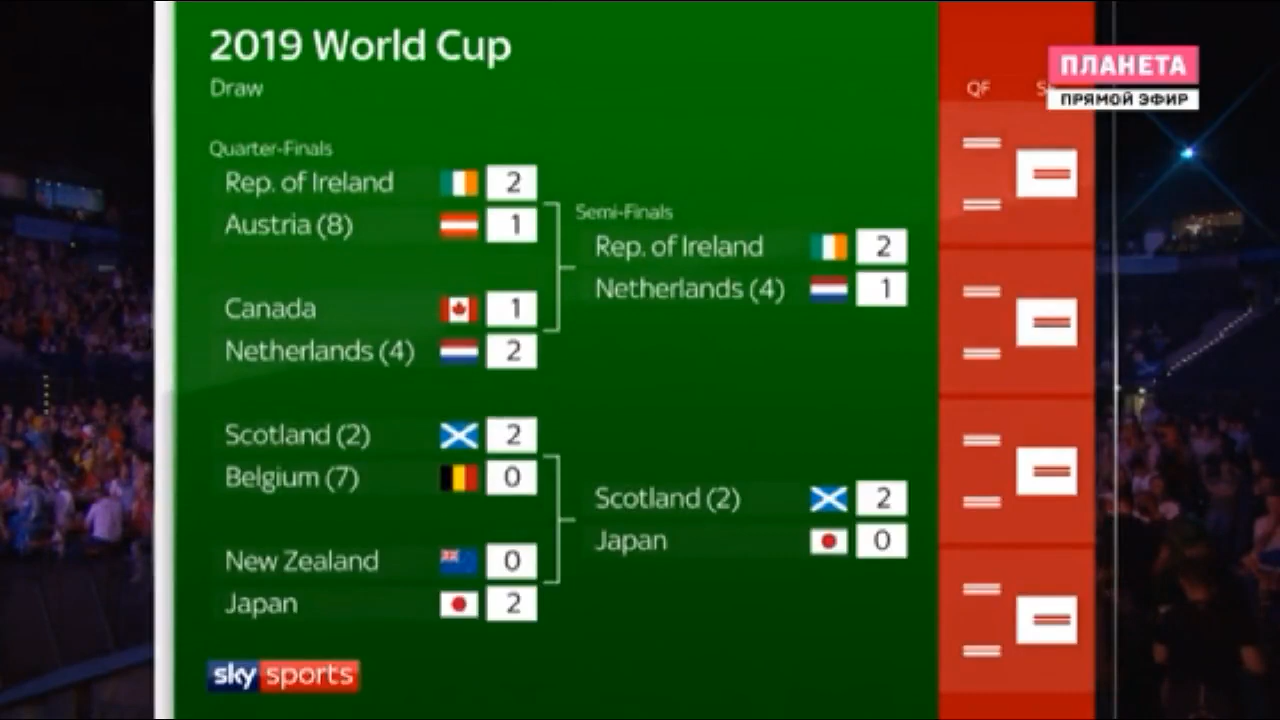 2019 World Cup
Draw
Quarter-Finals
Rep. of Ireland 2
Austria (8) 1
Canada 1
Netherlands (4) 2
Scotland (2) 2
Belgium (7) 0
New Zealand 0
Japan 2
Semi-Finals
Rep. of Ireland 2
Netherlands (4) 1
Scotland (2) 2
Japan 0
QF
ПЛАНЕТА
ПРЯМОЙ ЭФИР
sky sports